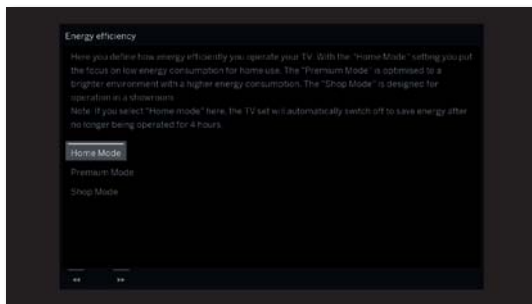 Energy efficiency
Here you define how energy efficiently you operate your TV. With the "Home Mode" setting you put
the focus on low energy consumption for home use. The "Premium Mode" is optimised to a
brighter environment with a higher energy consumption. The "Shop Mode" is designed for
operation in a showroom.
Note: If you select "Home mode" here, the TV set will automatically switch off to save energy after
no longer being operated for 4 hours.
Home Mode
Premium Mode
Shop Mode